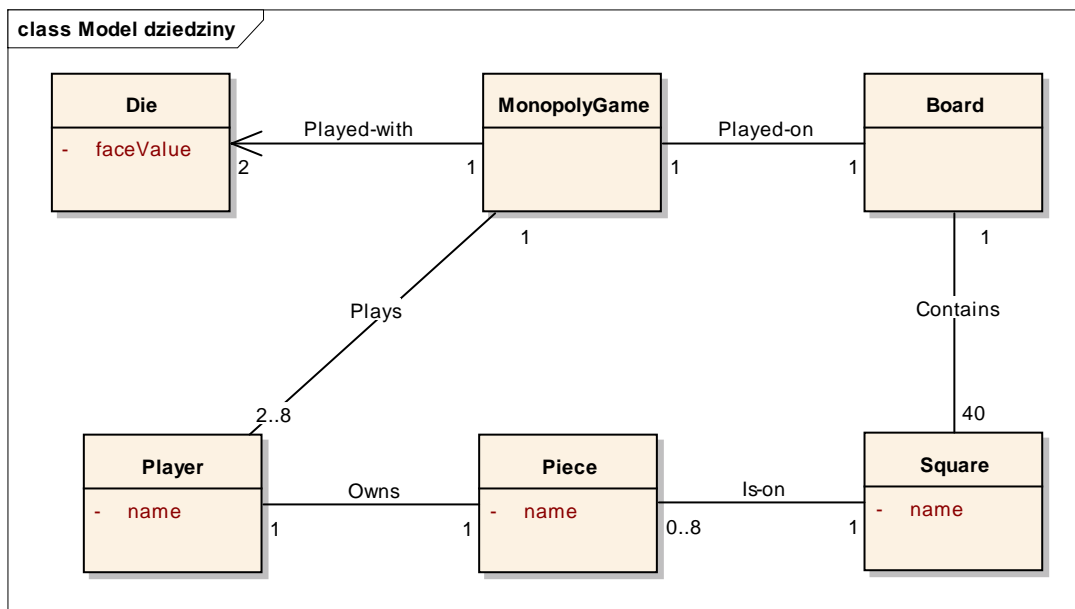 class Model dziedziny
Die
- faceValue
MonopolyGame
Board
Played-with
2
1
Played-on
1
1
1
1
Plays
Contains
2..8
40
Player
- name
Owns
1
1
Piece
- name
Is-on
0..8
1
Square
- name